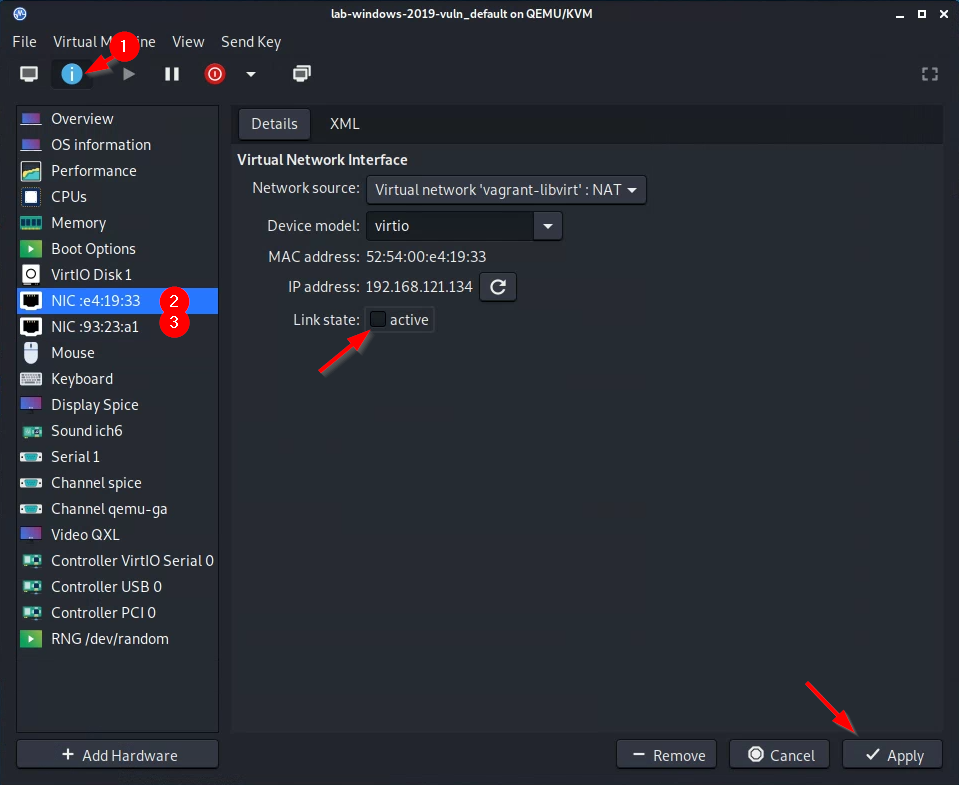 lab-windows-2019-vuln_default on QEMU/KVM
File Virtual M ne View Send Key
1
Details XML
Overview
OS information
Performance
CPUs
Memory
Boot Options
VirtIO Disk 1
NIC :e4:19:33 2
NIC :93:23:a1 3
Mouse
Keyboard
Display Spice
Sound ich6
Serial 1
Channel spice
Channel qemu-ga
Video QXL
Controller VirtIO Serial 0
Controller USB 0
Controller PCI 0
RNG /dev/random
Virtual Network Interface
Network source: Virtual network 'vagrant-libvirt' : NAT
Device model: virtio
MAC address: 52:54:00:e4:19:33
IP address: 192.168.121.134
Link state: active
Add Hardware Remove Cancel Apply